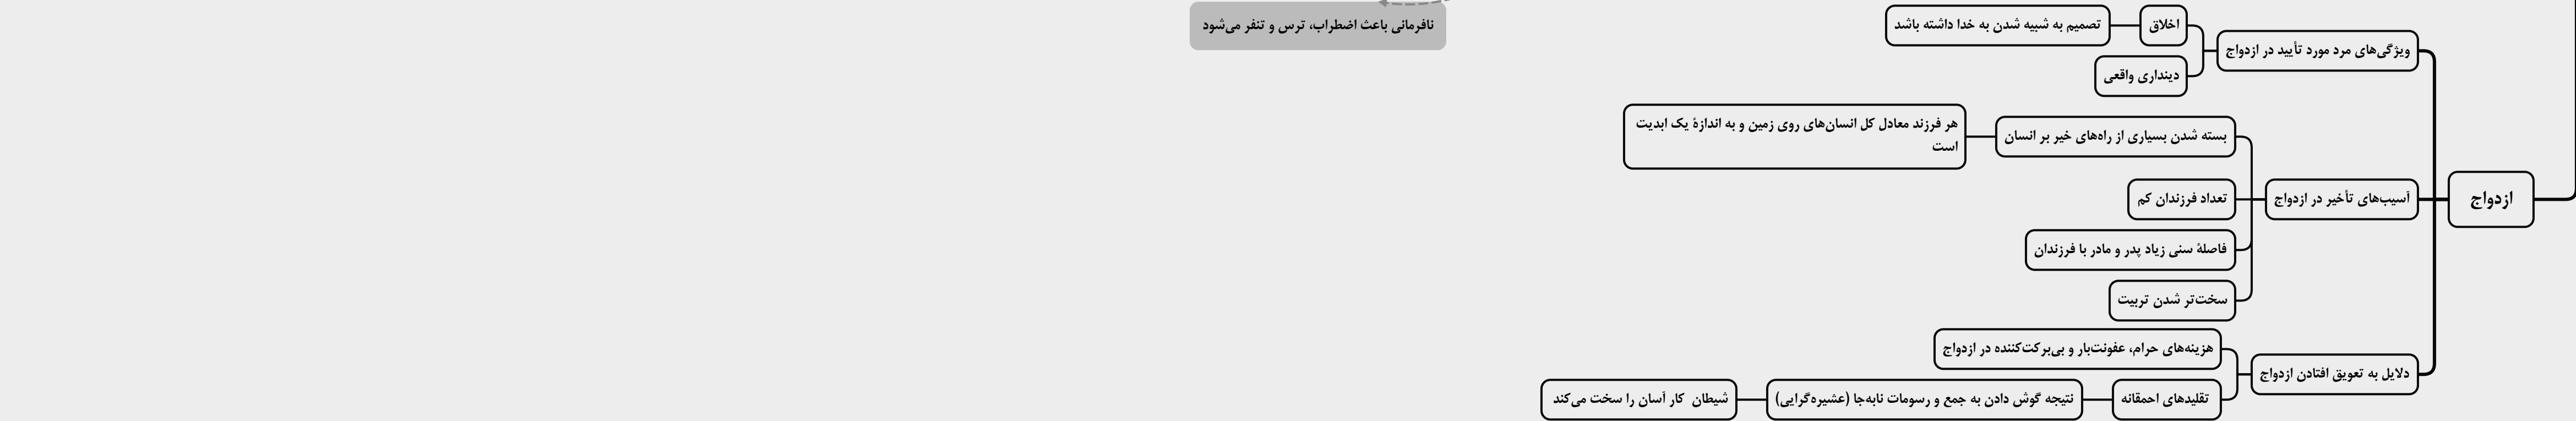 ازدواج
ویژگی‌های مرد مورد تأیید در ازدواج
اخلاق
تصمیم به شبیه شدن به خدا داشته باشد
دینداری واقعی
آسیب‌های تأخیر در ازدواج
بسته شدن بسیاری از راه‌های خیر بر انسان
هر فرزند معادل کل انسان‌های روی زمین و به اندازهٔ یک ابدیت
است
تعداد فرزندان کم
فاصلهٔ سنی زیاد پدر و مادر با فرزندان
سخت‌تر شدن تربیت
دلایل به تعویق افتادن ازدواج
هزینه‌های حرام، عفونت‌بار و بی‌برکت‌کننده در ازدواج
تقلیدهای احمقانه
نتیجه گوش دادن به جمع و رسومات نابه‌جا (عشیره‌گرایی)
شیطان کار آسان را سخت می‌کند
نافرمانی باعث اضطراب، ترس و تنفر می‌شود